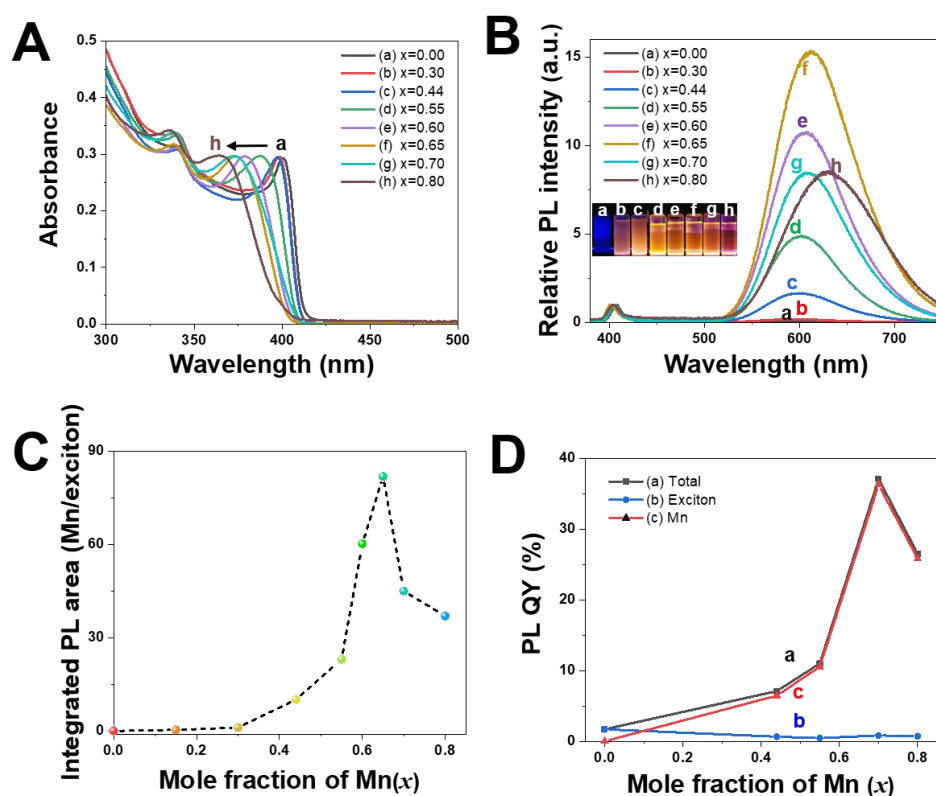 A
Absorbance
0.5
0.4
0.3
0.2
0.1
0.0
(a) x=0.00
(b) x=0.30
(c) x=0.44
(d) x=0.55
(e) x=0.60
(f) x=0.65
(g) x=0.70
(h) x=0.80
h
a
300
350
400
450
500
Wavelength (nm)
B
Relative PL intensity (a.u.)
15
10
5
0
(a) x=0.00
(b) x=0.30
(c) x=0.44
(d) x=0.55
(e) x=0.60
(f) x=0.65
(g) x=0.70
(h) x=0.80
f
e
g
h
d
c
a
b
a b c d e f g h
400
500
600
700
Wavelength (nm)
C
Integrated PL area (Mn/exciton)
90
60
30
0
0.0
0.2
0.4
0.6
0.8
Mole fraction of Mn(x)
D
PL QY (%)
40
30
20
10
0
(a) Total
(b) Exciton
(c) Mn
a
c
b
0.0
0.2
0.4
0.6
0.8
Mole fraction of Mn (x)